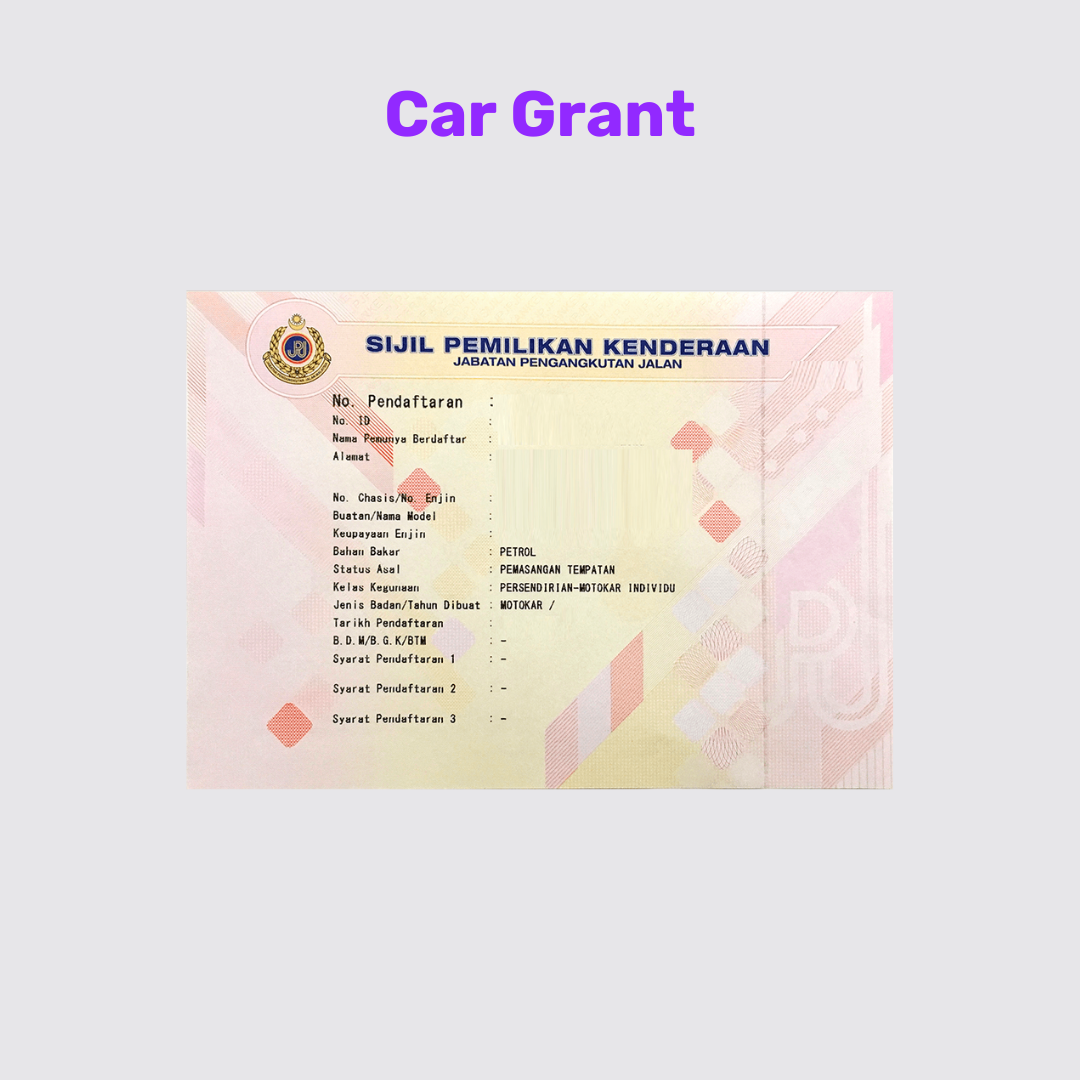 Car Grant
SIJIL PEMILIKAN KENDERAAN
JABATAN PENGANGKUTAN JALAN
No. Pendaftaran :
No. ID :
Nama Pemunya Berdaftar :
Alamat :
No. Chasis/No. Enjin :
Buatan/Nama Model :
Keupayaan Enjin :
Bahan Bakar : PETROL
Status Asal : PEMASANGAN TEMPATAN
Kelas Kegunaan : PERSENDIRIAN-MOTOKAR INDIVIDU
Jenis Badan/Tahun Dibuat : MOTOKAR /
Tarikh Pendaftaran :
B.D.M/B.G.K/BTM : -
Syarat Pendaftaran 1 : -
Syarat Pendaftaran 2 : -
Syarat Pendaftaran 3 : -